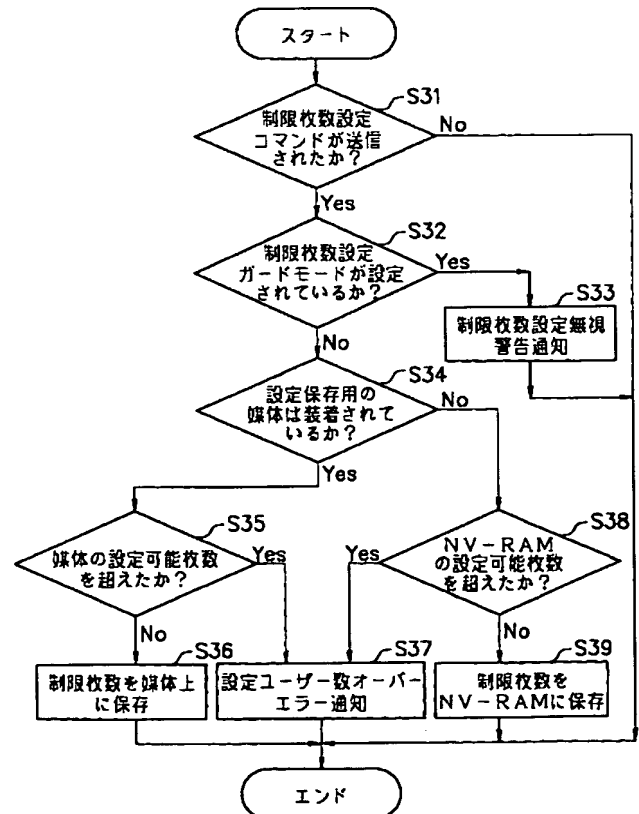 スタート
S31
制限枚数設定
コマンドが送信
されたか？
No
Yes
S32
制限枚数設定
ガードモードが設定
されているか？
Yes
S33
制限枚数設定無視
警告通知
No
S34
設定保存用の
媒体は装着されて
いるか？
No
Yes
S35
媒体の設定可能枚数
を超えたか？
Yes
S38
NV-RAM
の設定可能枚数
を超えたか？
Yes
No
S36
制限枚数を媒体上
に保存
S37
設定ユーザー数オーバー
エラー通知
No
S39
制限枚数を
NV-RAMに保存
エンド